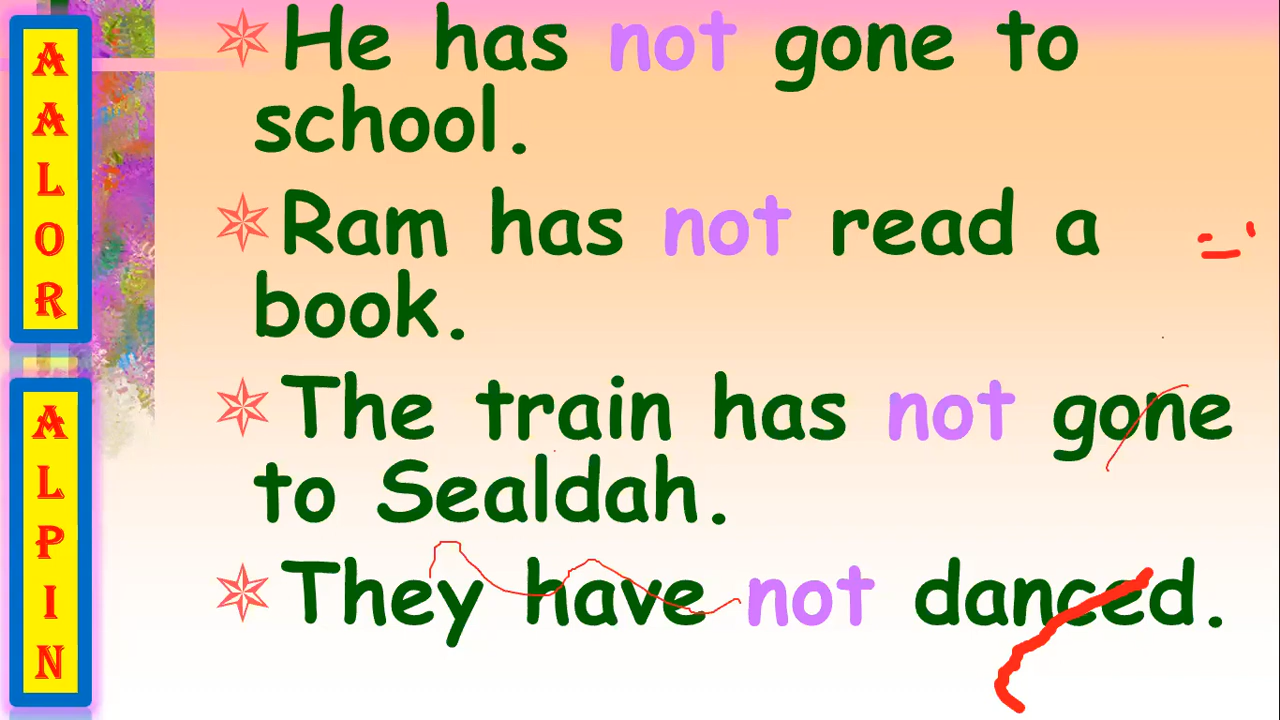 AALOR
ALPIN
He has not gone to
school.
Ram has not read a
book.
The train has not gone
to Sealdah.
They have not danced.